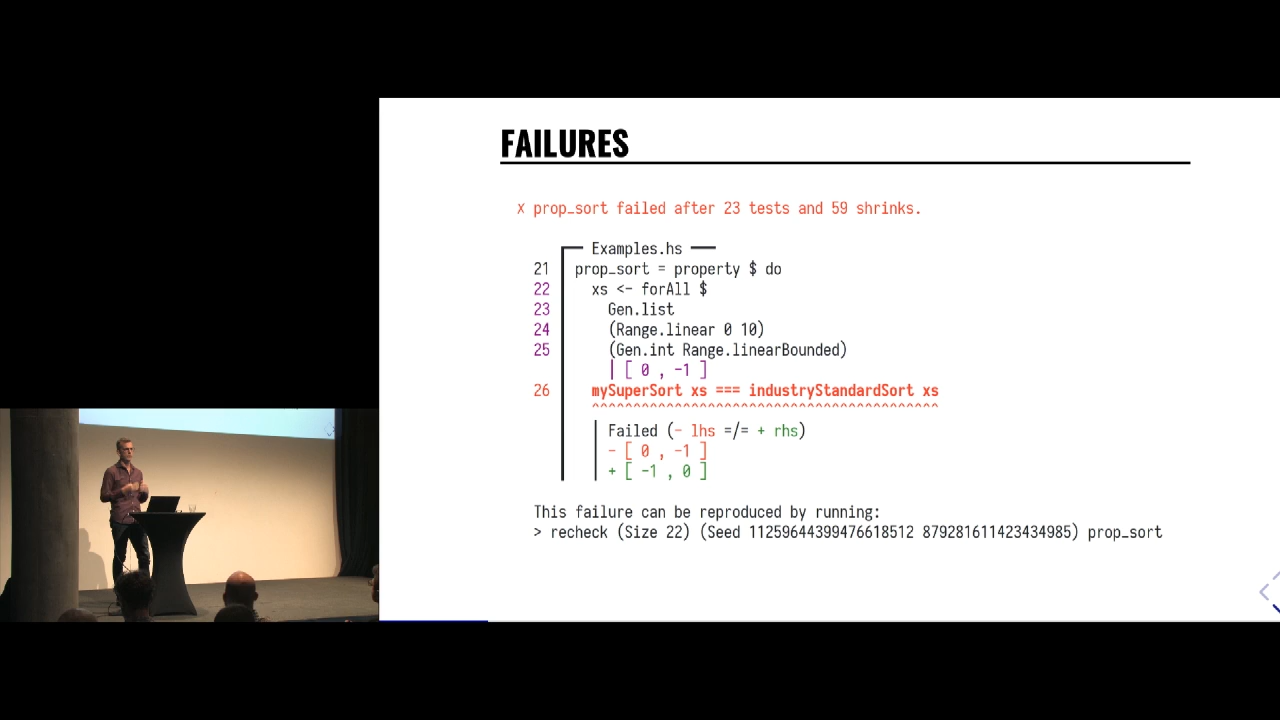 FAILURES
✗ prop_sort failed after 23 tests and 59 shrinks.
┏━━ Examples.hs ━━━
21 ┃ prop_sort = property $ do
22 ┃ xs <- forAll $
23 ┃ Gen.list
24 ┃ (Range.linear 0 10)
25 ┃ (Gen.int Range.linearBounded)
┃ │ [ 0 , -1 ]
26 ┃ mySuperSort xs === industryStandardSort xs
┃ ^^^^^^^^^^^^^^^^^^^^^^^^^^^^^^^^^^^^^^^^^^
┃ │ Failed (- lhs =/= + rhs)
┃ │ - [ 0 , -1 ]
┃ │ + [ -1 , 0 ]
This failure can be reproduced by running:
> recheck (Size 22) (Seed 11259644399476618512 879281611423434985) prop_sort